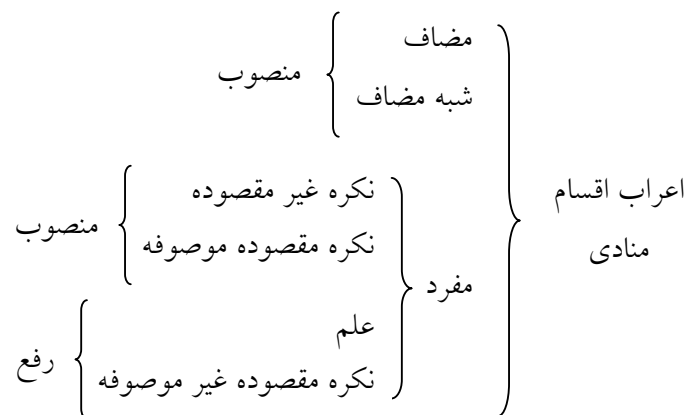 اعراب اقسام
منادی
مضاف
شبه مضاف
منصوب
مفرد
نکره غیر مقصوده
نکره مقصوده موصوفه
منصوب
علم
نکره مقصوده غیر موصوفه
رفع